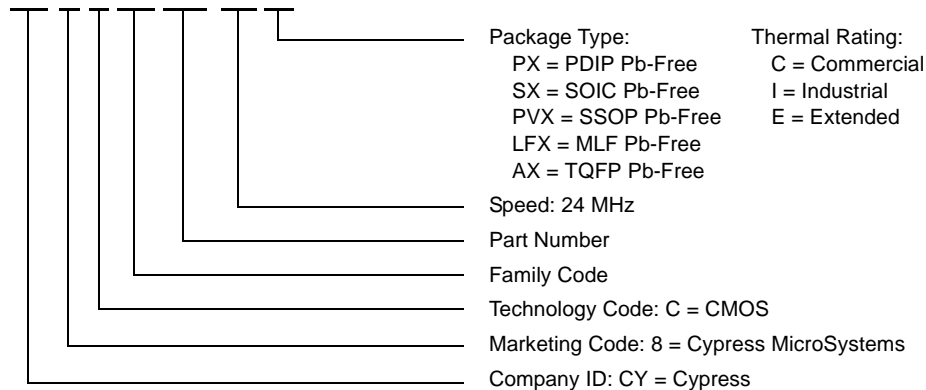 Package Type:
PX = PDIP Pb-Free
SX = SOIC Pb-Free
PVX = SSOP Pb-Free
LFX = MLF Pb-Free
AX = TQFP Pb-Free
Thermal Rating:
C = Commercial
I = Industrial
E = Extended
Speed: 24 MHz
Part Number
Family Code
Technology Code: C = CMOS
Marketing Code: 8 = Cypress MicroSystems
Company ID: CY = Cypress